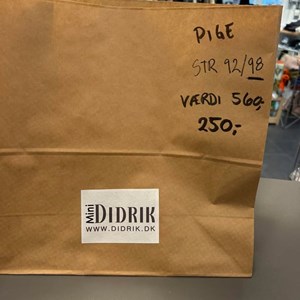 PIGE
STR 92/98
VÆRDI 560,-
250,-
Mini DIDRIK
WWW.DIDRIK.DK